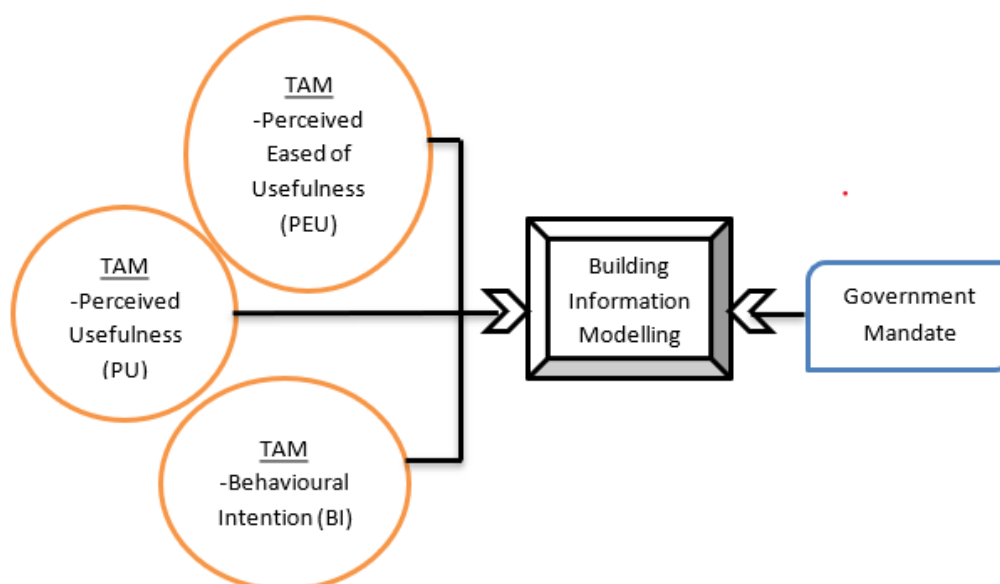 TAM
-Perceived
Eased of
Usefulness
(PEU)
TAM
-Perceived
Usefulness
(PU)
TAM
-Behavioural
Intention (BI)
Building
Information
Modelling
Government
Mandate